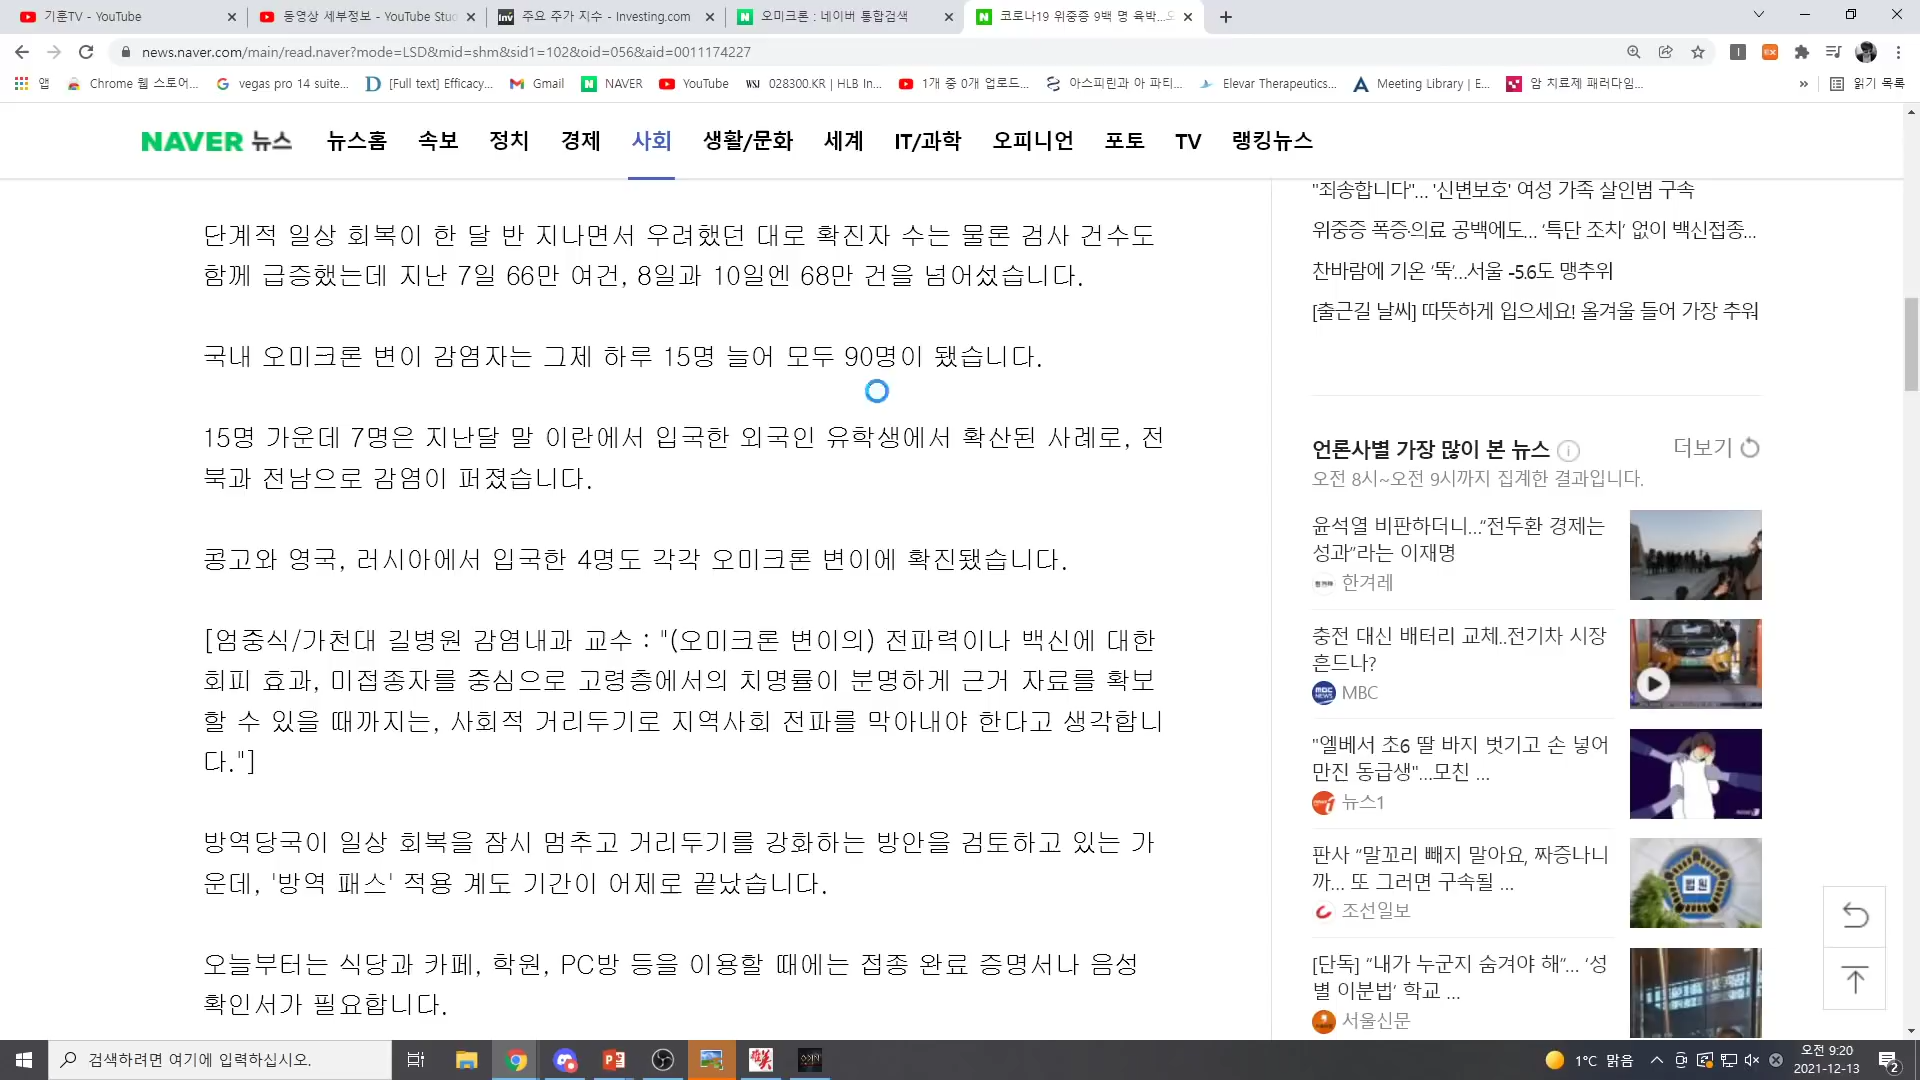 기훈TV - YouTube
동영상 세부정보 - YouTube Stud
주요 주가 지수 - Investing.com
오미크론 : 네이버 통합검색
코로나19 위중증 9백 명 육박...오
news.naver.com/main/read.naver?mode=LSD&mid=shm&sid1=102&oid=056&aid=0011174227
앱
Chrome 웹 스토어...
vegas pro 14 suite...
[Full text] Efficacy...
Gmail
NAVER
YouTube
WSJ 028300.KR | HLB In...
1개 중 0개 업로드...
아스피린과 아 파티...
Elevar Therapeutics...
Meeting Library | E...
암 치료제 패러다임...
»
읽기 목록
NAVER 뉴스
뉴스홈 속보 정치 경제 사회 생활/문화 세계 IT/과학 오피니언 포토 TV 랭킹뉴스
단계적 일상 회복이 한 달 반 지나면서 우려했던 대로 확진자 수는 물론 검사 건수도
함께 급증했는데 지난 7일 66만 여건, 8일과 10일엔 68만 건을 넘어섰습니다.
국내 오미크론 변이 감염자는 그제 하루 15명 늘어 모두 90명이 됐습니다.
15명 가운데 7명은 지난달 말 이란에서 입국한 외국인 유학생에서 확산된 사례로, 전
북과 전남으로 감염이 퍼졌습니다.
콩고와 영국, 러시아에서 입국한 4명도 각각 오미크론 변이에 확진됐습니다.
[엄중식/가천대 길병원 감염내과 교수 : "(오미크론 변이의) 전파력이나 백신에 대한
회피 효과, 미접종자를 중심으로 고령층에서의 치명률이 분명하게 근거 자료를 확보
할 수 있을 때까지는, 사회적 거리두기로 지역사회 전파를 막아내야 한다고 생각합니
다."]
방역당국이 일상 회복을 잠시 멈추고 거리두기를 강화하는 방안을 검토하고 있는 가
운데, '방역 패스' 적용 계도 기간이 어제로 끝났습니다.
오늘부터는 식당과 카페, 학원, PC방 등을 이용할 때에는 접종 완료 증명서나 음성
확인서가 필요합니다.
"죄송합니다"... '신변보호' 여성 가족 살인범 구속
위중증 폭증·의료 공백에도... ‘특단 조치’ 없이 백신접종...
찬바람에 기온 ‘뚝’...서울 -5.6도 맹추위
[출근길 날씨] 따뜻하게 입으세요! 올겨울 들어 가장 추워
언론사별 가장 많이 본 뉴스
더보기
오전 8시~오전 9시까지 집계한 결과입니다.
윤석열 비판하더니...“전두환 경제는
성과”라는 이재명
한겨레
충전 대신 배터리 교체..전기차 시장
흔드나?
MBC
"엘베서 초6 딸 바지 벗기고 손 넣어
만진 동급생"...모친 ...
뉴스1
판사 “말꼬리 빼지 말아요, 짜증나니
까... 또 그러면 구속될 ...
조선일보
[단독] “내가 누군지 숨겨야 해”... ‘성
별 이분법’ 학교 ...
서울신문
검색하려면 여기에 입력하십시오.
1°C 맑음
오전 9:20
2021-12-13
2